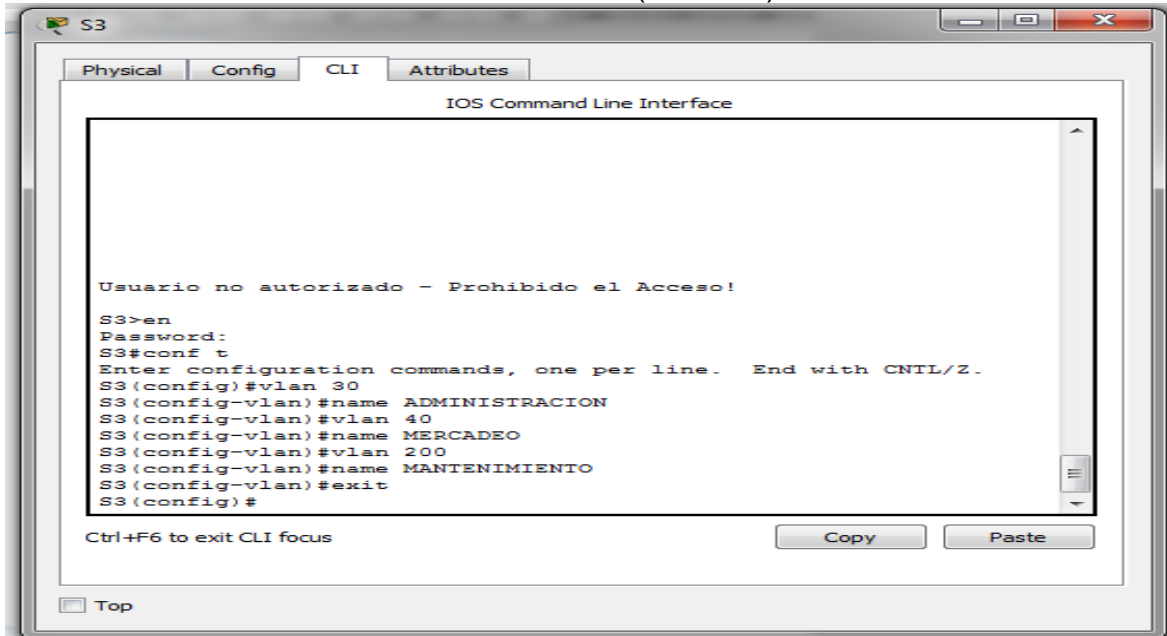 S3
Physical Config CLI Attributes
IOS Command Line Interface
Usuario no autorizado - Prohibido el Acceso!
S3>en
Password:
S3#conf t
Enter configuration commands, one per line.  End with CNTL/Z.
S3(config)#vlan 30
S3(config-vlan)#name ADMINISTRACION
S3(config-vlan)#vlan 40
S3(config-vlan)#name MERCADEO
S3(config-vlan)#vlan 200
S3(config-vlan)#name MANTENIMIENTO
S3(config-vlan)#exit
S3(config)#
Ctrl+F6 to exit CLI focus
Copy Paste
Top